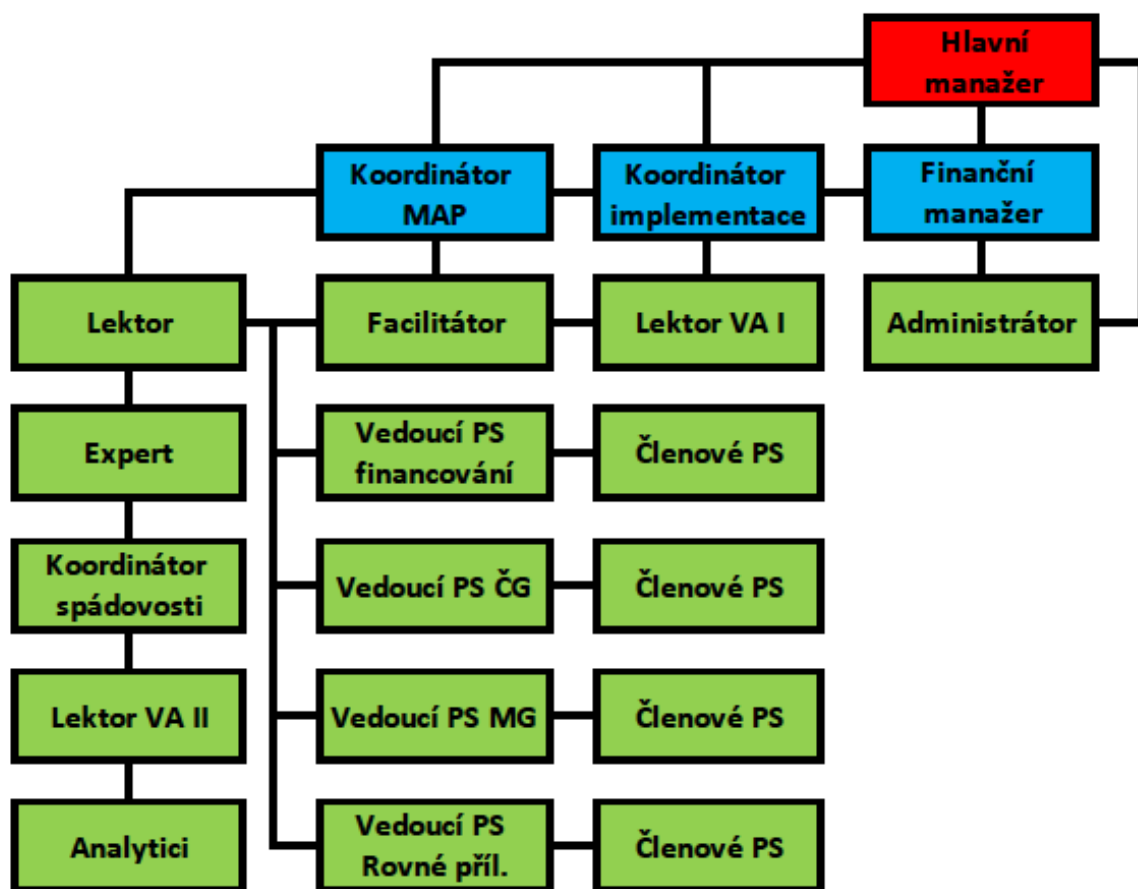 Hlavní
manažer
Koordinátor
MAP
Koordinátor
implementace
Finanční
manažer
Lektor
Facilitátor
Lektor VA I
Administrátor
Expert
Vedoucí PS
financování
Členové PS
Koordinátor
spádovosti
Vedoucí PS ČG
Členové PS
Lektor VA II
Vedoucí PS MG
Členové PS
Analytici
Vedoucí PS
Rovné příl.
Členové PS